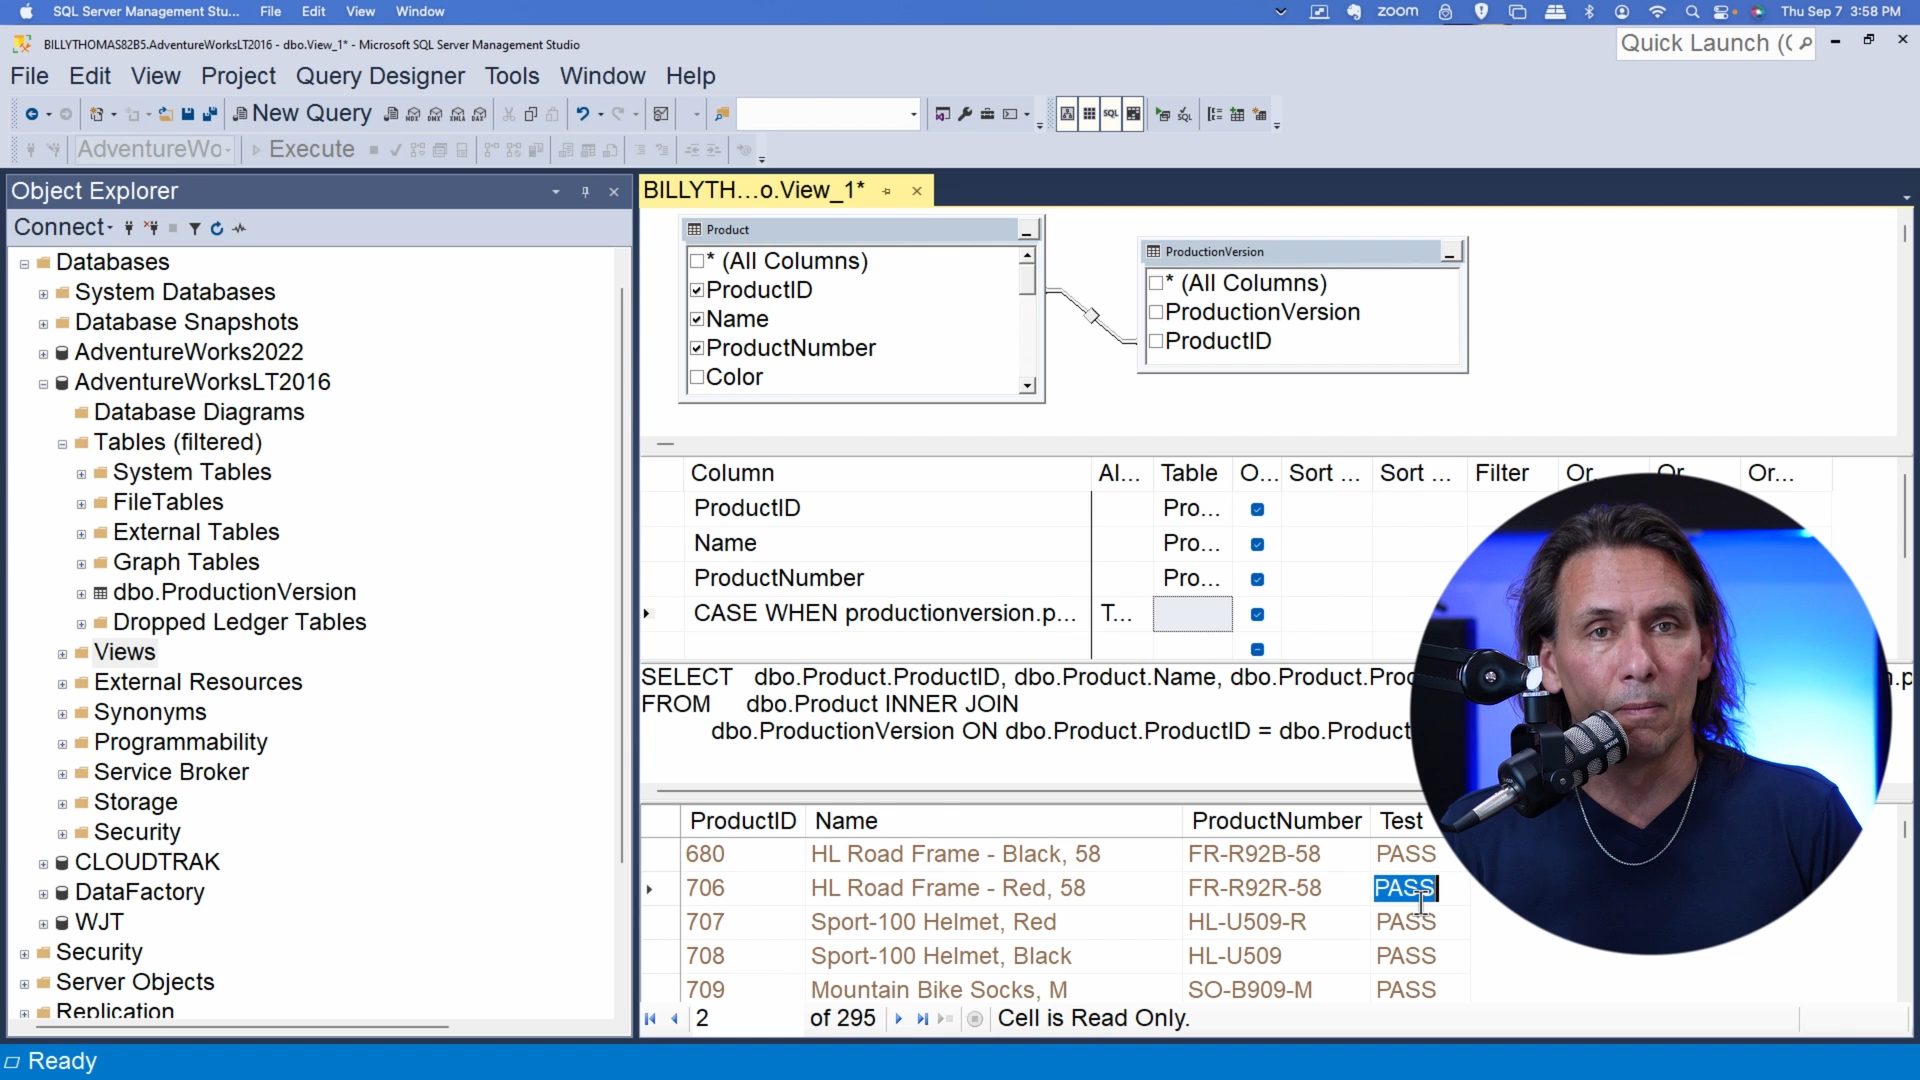 SQL Server Management Stu... File Edit View Window zoom Thu Sep 7 3:58 PM
BILLYTHOMAS82B5.AdventureWorksLT2016 - dbo.View_1* - Microsoft SQL Server Management Studio
Quick Launch (
File Edit View Project Query Designer Tools Window Help
New Query MDX DMX XMLA DAX SQL
AdventureWo Execute
Object Explorer
BILLYTH...o.View_1*
Connect
Databases
System Databases
Database Snapshots
AdventureWorks2022
AdventureWorksLT2016
Database Diagrams
Tables (filtered)
System Tables
FileTables
External Tables
Graph Tables
dbo.ProductionVersion
Dropped Ledger Tables
Views
External Resources
Synonyms
Programmability
Service Broker
Storage
Security
CLOUDTRAK
DataFactory
WJT
Security
Server Objects
Replication
Product
* (All Columns)
ProductID
Name
ProductNumber
Color
ProductionVersion
* (All Columns)
ProductionVersion
ProductID
Column Al... Table O... Sort ... Sort ... Filter Or... Or... Or...
ProductID Pro...
Name Pro...
ProductNumber Pro...
CASE WHEN productionversion.p... T...
SELECT dbo.Product.ProductID, dbo.Product.Name, dbo.Product.Proc
FROM dbo.Product INNER JOIN
dbo.ProductionVersion ON dbo.Product.ProductID = dbo.Product
ProductID Name ProductNumber Test
680 HL Road Frame - Black, 58 FR-R92B-58 PASS
706 HL Road Frame - Red, 58 FR-R92R-58 PASS
707 Sport-100 Helmet, Red HL-U509-R PASS
708 Sport-100 Helmet, Black HL-U509 PASS
709 Mountain Bike Socks, M SO-B909-M PASS
2 of 295 Cell is Read Only.
Ready